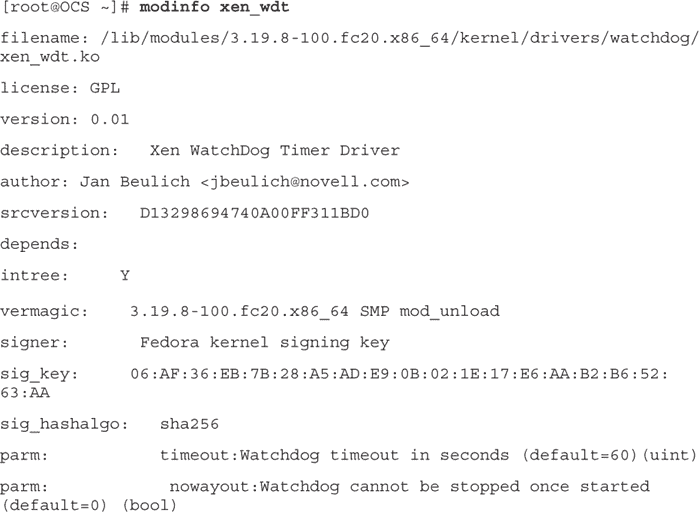 [root@OCS ~]# modinfo xen_wdt
filename: /lib/modules/3.19.8-100.fc20.x86_64/kernel/drivers/watchdog/
xen_wdt.ko
license: GPL
version: 0.01
description: Xen WatchDog Timer Driver
author: Jan Beulich <jbeulich@novell.com>
srcversion: D13298694740A00FF311BD0
depends:
intree: Y
vermagic: 3.19.8-100.fc20.x86_64 SMP mod_unload
signer: Fedora kernel signing key
sig_key: 06:AF:36:EB:7B:28:A5:AD:E9:0B:02:1E:17:E6:AA:B2:B6:52:
63:AA
sig_hashalgo: sha256
parm: timeout:Watchdog timeout in seconds (default=60)(uint)
parm: nowayout:Watchdog cannot be stopped once started
(default=0) (bool)